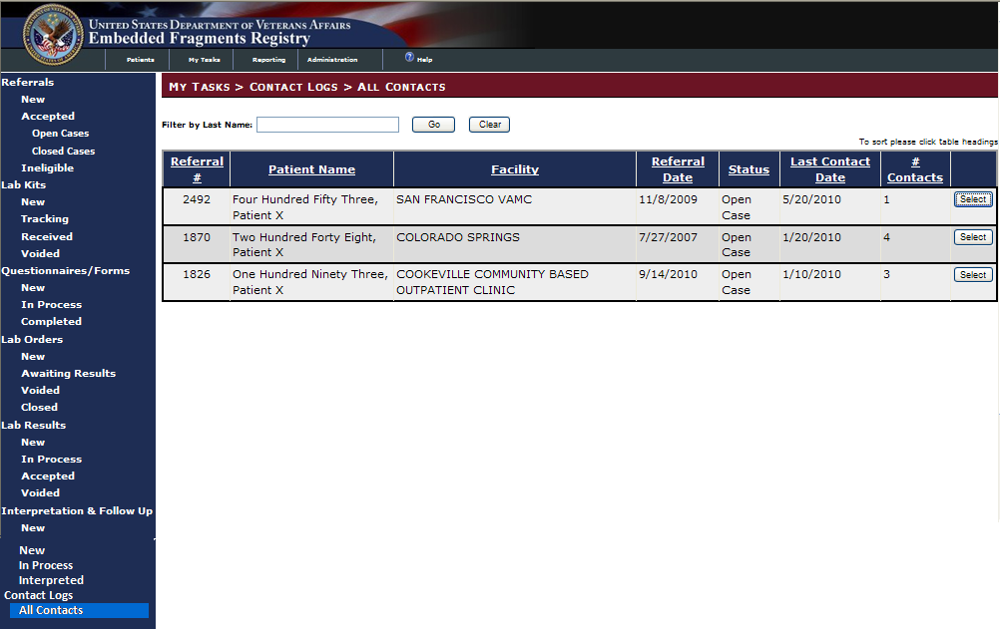 UNITED STATES DEPARTMENT OF VETERANS AFFAIRS
Embedded Fragments Registry
Patients My Tasks Reporting Administration ? Help
Referrals
New
Accepted
Open Cases
Closed Cases
Ineligible
Lab Kits
New
Tracking
Received
Voided
Questionnaires/Forms
New
In Process
Completed
Lab Orders
New
Awaiting Results
Voided
Closed
Lab Results
New
In Process
Accepted
Voided
Interpretation & Follow Up
New
New
In Process
Interpreted
Contact Logs
All Contacts
MY TASKS > CONTACT LOGS > ALL CONTACTS
Filter by Last Name: Go Clear
To sort please click table headings
Referral # Patient Name Facility Referral Date Status Last Contact Date # Contacts
2492 Four Hundred Fifty Three, Patient X SAN FRANCISCO VAMC 11/8/2009 Open Case 5/20/2010 1 Select
1870 Two Hundred Forty Eight, Patient X COLORADO SPRINGS 7/27/2007 Open Case 1/20/2010 4 Select
1826 One Hundred Ninety Three, Patient X COOKEVILLE COMMUNITY BASED OUTPATIENT CLINIC 9/14/2010 Open Case 1/10/2010 3 Select